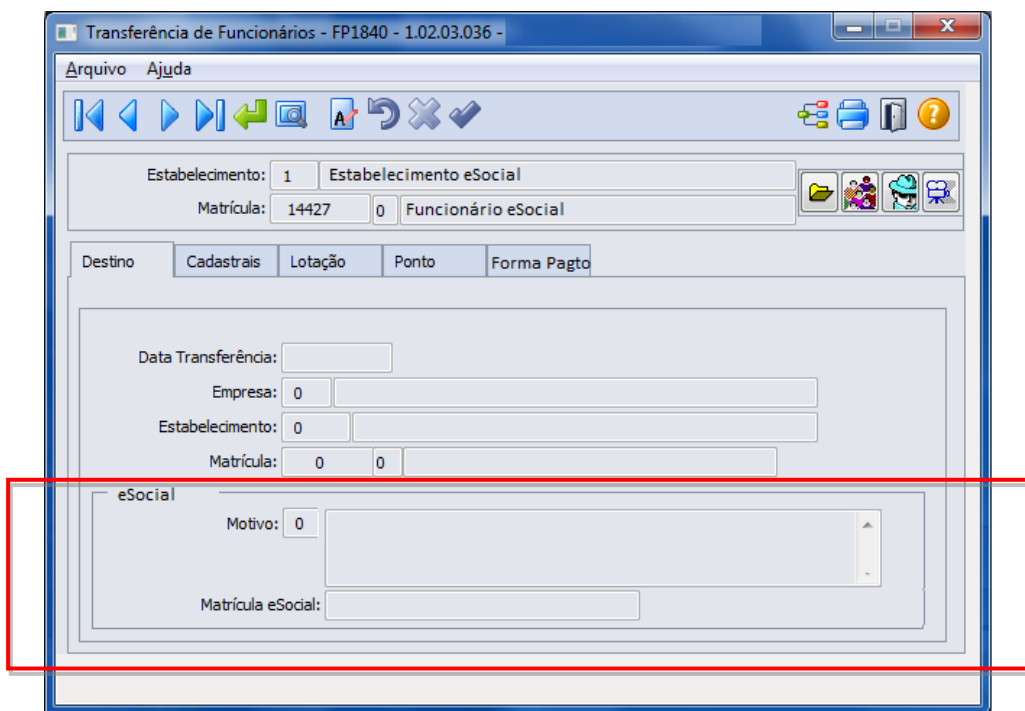 Transferência de Funcionários - FP1840 - 1.02.03.036 -
Arquivo Ajuda
Estabelecimento: 1 Estabelecimento eSocial
Matrícula: 14427 0 Funcionário eSocial
Destino Cadastrais Lotação Ponto Forma Pagto
Data Transferência:
Empresa: 0
Estabelecimento: 0
Matrícula: 0 0
eSocial
Motivo: 0
Matrícula eSocial: